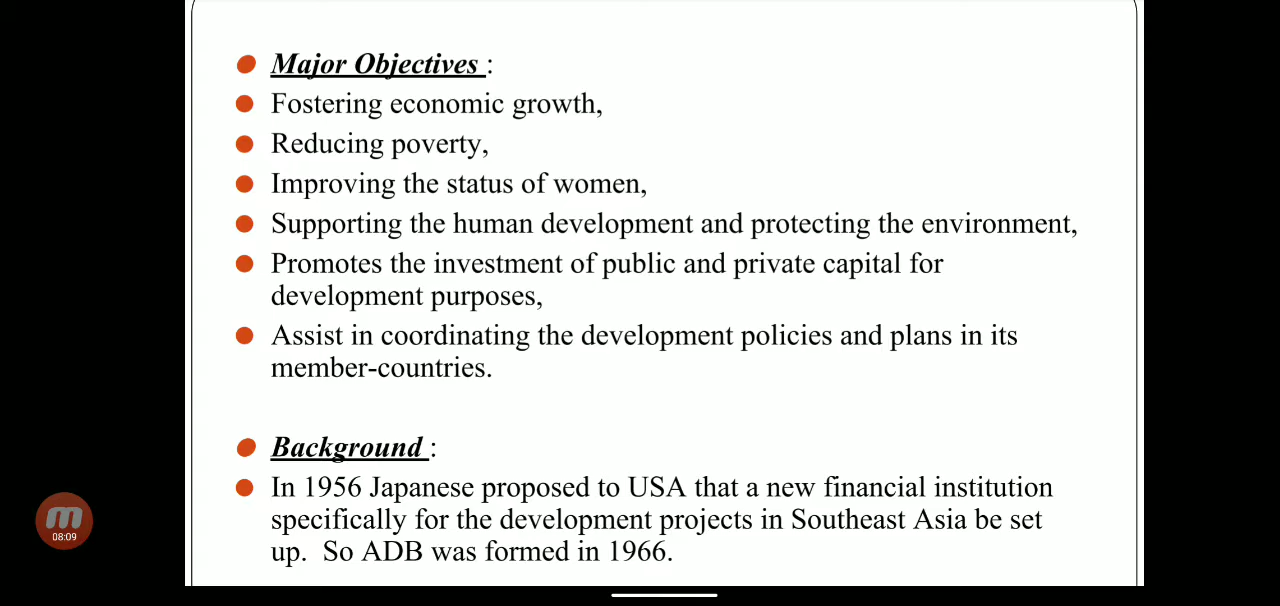 Major Objectives :
Fostering economic growth,
Reducing poverty,
Improving the status of women,
Supporting the human development and protecting the environment,
Promotes the investment of public and private capital for
development purposes,
Assist in coordinating the development policies and plans in its
member-countries.
Background :
In 1956 Japanese proposed to USA that a new financial institution
specifically for the development projects in Southeast Asia be set
up.  So ADB was formed in 1966.
m
08:09